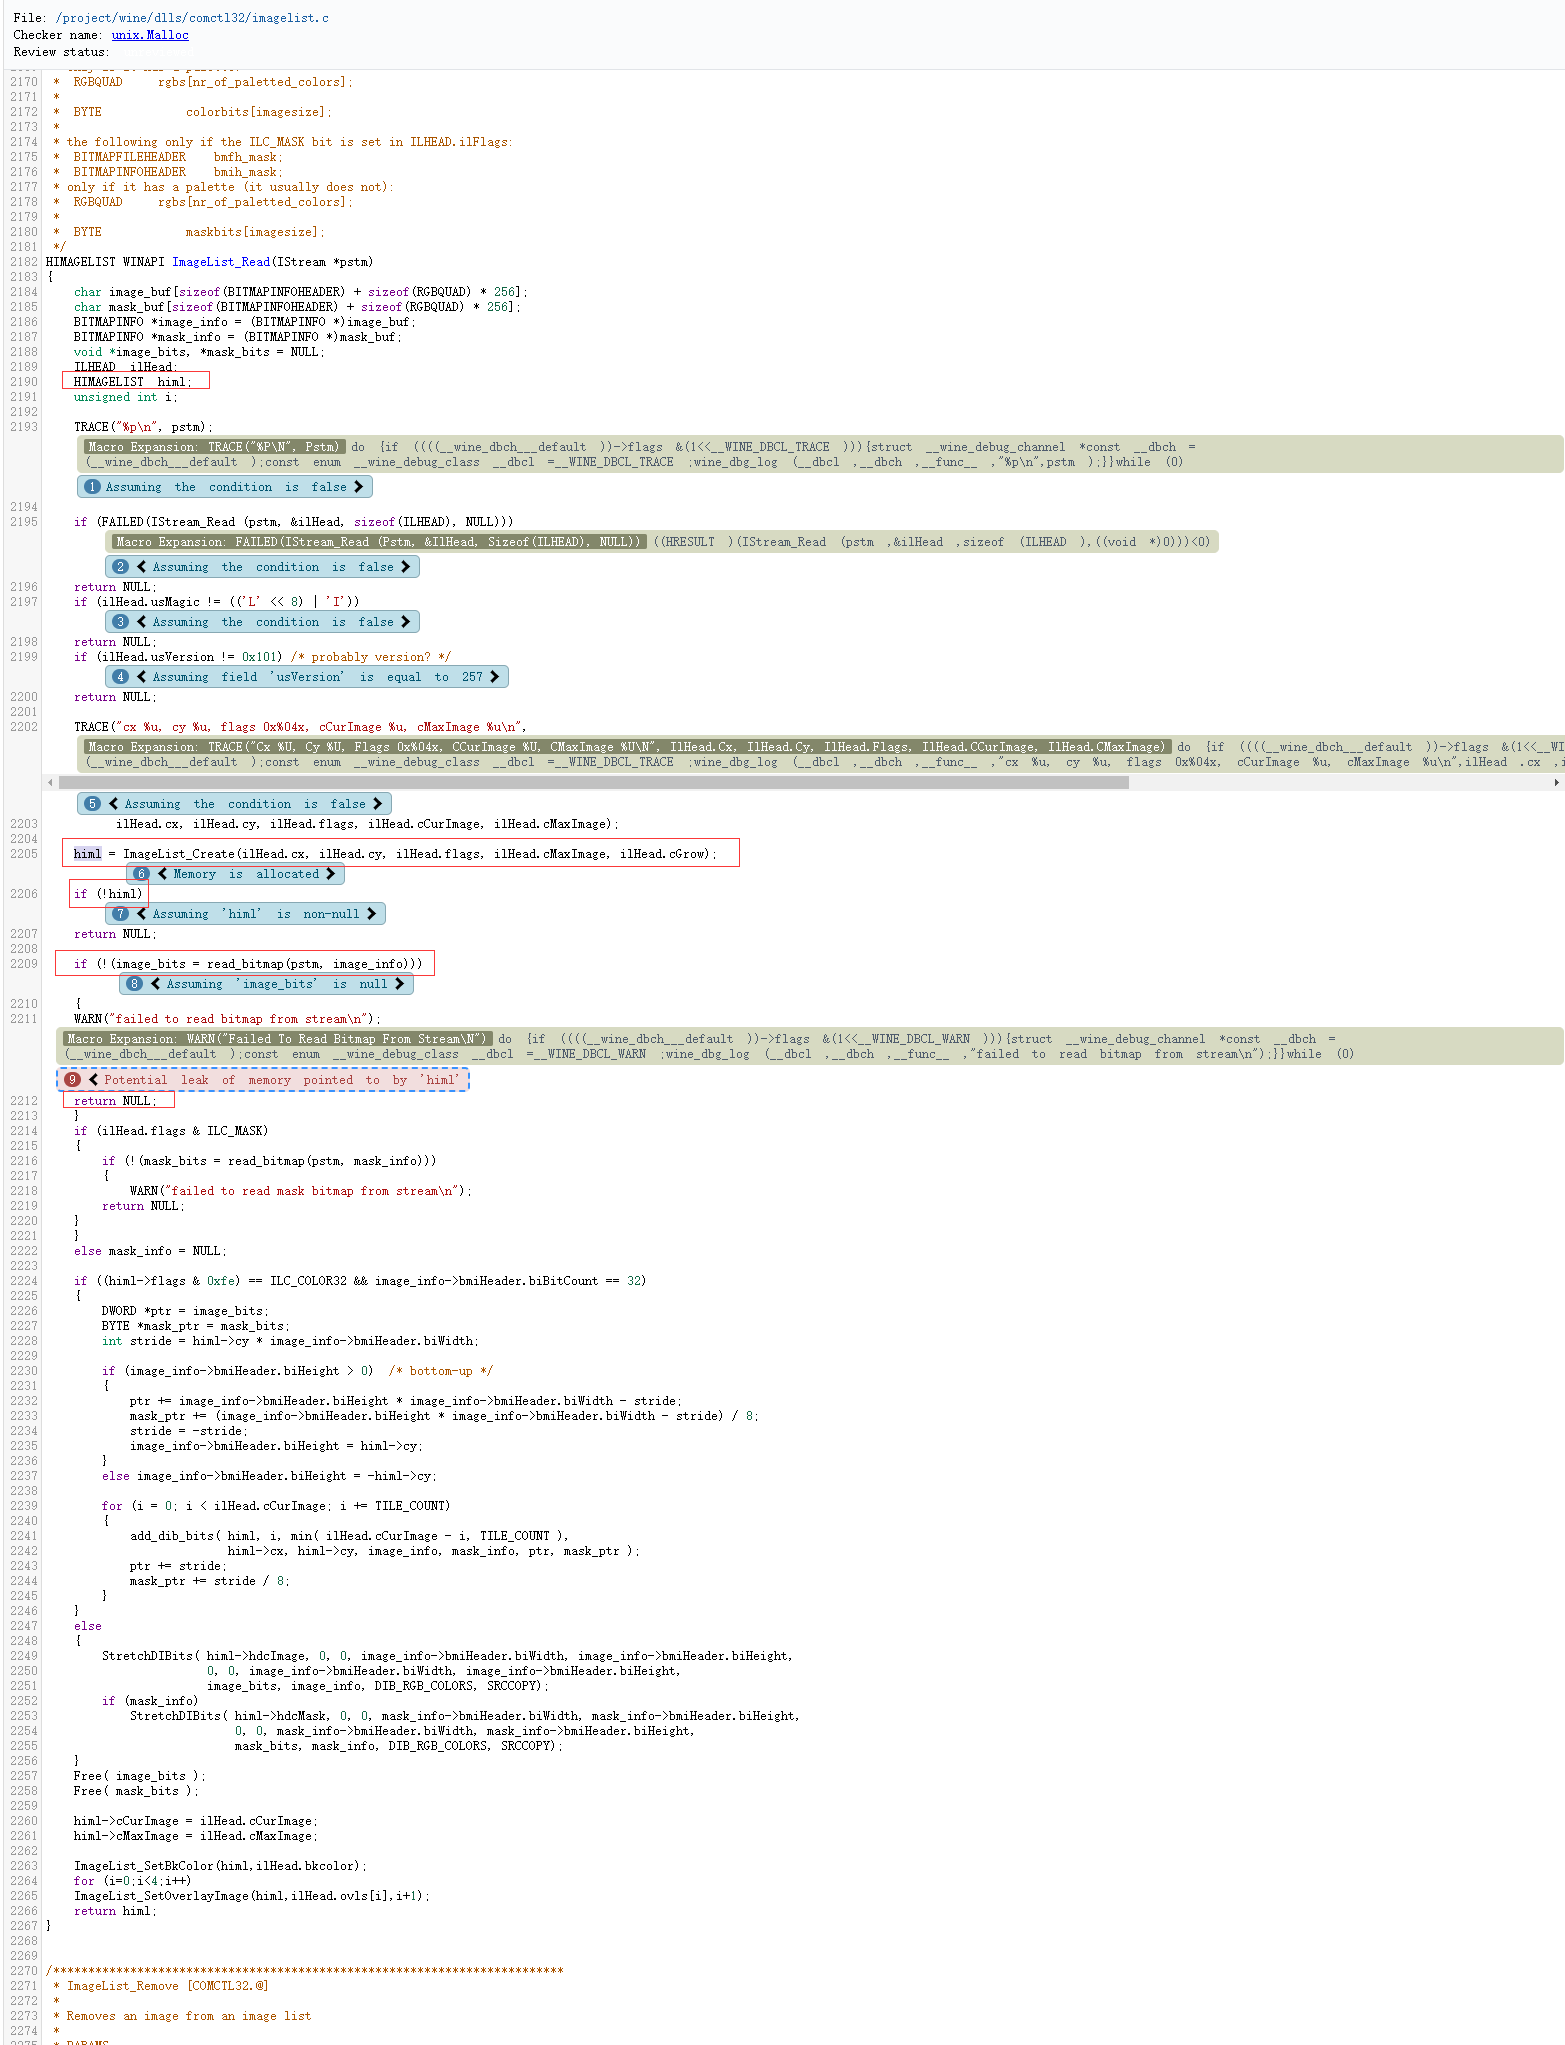 File: /project/wine/dlls/comctl32/imagelist.c
Checker name: unix.Malloc
Review status:
2170 *  RGBQUAD     rgbs[nr_of_paletted_colors];
2171 *
2172 *  BYTE            colorbits[imagesize];
2173 *
2174 * the following only if the ILC_MASK bit is set in ILHEAD.ilFlags:
2175 *  BITMAPFILEHEADER    bmfh_mask;
2176 *  BITMAPINFOHEADER    bmih_mask;
2177 * only if it has a palette (it usually does not):
2178 *  RGBQUAD     rgbs[nr_of_paletted_colors];
2179 *
2180 *  BYTE            maskbits[imagesize];
2181 */
2182 HIMAGELIST WINAPI ImageList_Read(IStream *pstm)
2183 {
2184     char image_buf[sizeof(BITMAPINFOHEADER) + sizeof(RGBQUAD) * 256];
2185     char mask_buf[sizeof(BITMAPINFOHEADER) + sizeof(RGBQUAD) * 256];
2186     BITMAPINFO *image_info = (BITMAPINFO *)image_buf;
2187     BITMAPINFO *mask_info = (BITMAPINFO *)mask_buf;
2188     void *image_bits, *mask_bits = NULL;
2189     ILHEAD  ilHead;
2190     HIMAGELIST  himl;
2191     unsigned int i;
2192
2193     TRACE("%p\n", pstm);
Macro Expansion: TRACE("%P\N", Pstm) do {if ((((__wine_dbch___default ))->flags &(1<<__WINE_DBCL_TRACE ))){struct __wine_debug_channel *const __dbch =
(__wine_dbch___default );const enum __wine_debug_class __dbcl =__WINE_DBCL_TRACE ;wine_dbg_log (__dbcl ,__dbch ,__func__ ,"%p\n",pstm );}}while (0)
1 Assuming the condition is false
2194
2195     if (FAILED(IStream_Read (pstm, &ilHead, sizeof(ILHEAD), NULL)))
Macro Expansion: FAILED(IStream_Read (Pstm, &IlHead, Sizeof(ILHEAD), NULL)) ((HRESULT )(IStream_Read (pstm ,&ilHead ,sizeof (ILHEAD ),((void *)0)))<0)
2 Assuming the condition is false
2196     return NULL;
2197     if (ilHead.usMagic != (('L' << 8) | 'I'))
3 Assuming the condition is false
2198     return NULL;
2199     if (ilHead.usVersion != 0x101) /* probably version? */
4 Assuming field 'usVersion' is equal to 257
2200     return NULL;
2201
2202     TRACE("cx %u, cy %u, flags 0x%04x, cCurImage %u, cMaxImage %u\n",
Macro Expansion: TRACE("Cx %U, Cy %U, Flags 0x%04x, CCurImage %U, CMaxImage %U\N", IlHead.Cx, IlHead.Cy, IlHead.Flags, IlHead.CCurImage, IlHead.CMaxImage) do {if ((((__wine_dbch___default ))->flags &(1<<__WI
(__wine_dbch___default );const enum __wine_debug_class __dbcl =__WINE_DBCL_TRACE ;wine_dbg_log (__dbcl ,__dbch ,__func__ ,"cx %u, cy %u, flags 0x%04x, cCurImage %u, cMaxImage %u\n",ilHead .cx ,i
5 Assuming the condition is false
2203           ilHead.cx, ilHead.cy, ilHead.flags, ilHead.cCurImage, ilHead.cMaxImage);
2204
2205     himl = ImageList_Create(ilHead.cx, ilHead.cy, ilHead.flags, ilHead.cMaxImage, ilHead.cGrow);
6 Memory is allocated
2206     if (!himl)
7 Assuming 'himl' is non-null
2207     return NULL;
2208
2209     if (!(image_bits = read_bitmap(pstm, image_info)))
8 Assuming 'image_bits' is null
2210     {
2211     WARN("failed to read bitmap from stream\n");
Macro Expansion: WARN("Failed To Read Bitmap From Stream\N") do {if ((((__wine_dbch___default ))->flags &(1<<__WINE_DBCL_WARN ))){struct __wine_debug_channel *const __dbch =
(__wine_dbch___default );const enum __wine_debug_class __dbcl =__WINE_DBCL_WARN ;wine_dbg_log (__dbcl ,__dbch ,__func__ ,"failed to read bitmap from stream\n");}}while (0)
9 Potential leak of memory pointed to by 'himl'
2212     return NULL;
2213     }
2214     if (ilHead.flags & ILC_MASK)
2215     {
2216         if (!(mask_bits = read_bitmap(pstm, mask_info)))
2217         {
2218             WARN("failed to read mask bitmap from stream\n");
2219         return NULL;
2220     }
2221     }
2222     else mask_info = NULL;
2223
2224     if ((himl->flags & 0xfe) == ILC_COLOR32 && image_info->bmiHeader.biBitCount == 32)
2225     {
2226         DWORD *ptr = image_bits;
2227         BYTE *mask_ptr = mask_bits;
2228         int stride = himl->cy * image_info->bmiHeader.biWidth;
2229
2230         if (image_info->bmiHeader.biHeight > 0)  /* bottom-up */
2231         {
2232             ptr += image_info->bmiHeader.biHeight * image_info->bmiHeader.biWidth - stride;
2233             mask_ptr += (image_info->bmiHeader.biHeight * image_info->bmiHeader.biWidth - stride) / 8;
2234             stride = -stride;
2235             image_info->bmiHeader.biHeight = himl->cy;
2236         }
2237         else image_info->bmiHeader.biHeight = -himl->cy;
2238
2239         for (i = 0; i < ilHead.cCurImage; i += TILE_COUNT)
2240         {
2241             add_dib_bits( himl, i, min( ilHead.cCurImage - i, TILE_COUNT ),
2242                           himl->cx, himl->cy, image_info, mask_info, ptr, mask_ptr );
2243             ptr += stride;
2244             mask_ptr += stride / 8;
2245         }
2246     }
2247     else
2248     {
2249         StretchDIBits( himl->hdcImage, 0, 0, image_info->bmiHeader.biWidth, image_info->bmiHeader.biHeight,
2250                        0, 0, image_info->bmiHeader.biWidth, image_info->bmiHeader.biHeight,
2251                        image_bits, image_info, DIB_RGB_COLORS, SRCCOPY);
2252         if (mask_info)
2253             StretchDIBits( himl->hdcMask, 0, 0, mask_info->bmiHeader.biWidth, mask_info->bmiHeader.biHeight,
2254                            0, 0, mask_info->bmiHeader.biWidth, mask_info->bmiHeader.biHeight,
2255                            mask_bits, mask_info, DIB_RGB_COLORS, SRCCOPY);
2256     }
2257     Free( image_bits );
2258     Free( mask_bits );
2259
2260     himl->cCurImage = ilHead.cCurImage;
2261     himl->cMaxImage = ilHead.cMaxImage;
2262
2263     ImageList_SetBkColor(himl,ilHead.bkcolor);
2264     for (i=0;i<4;i++)
2265     ImageList_SetOverlayImage(himl,ilHead.ovls[i],i+1);
2266     return himl;
2267 }
2268
2269
2270 /*************************************************************************
2271 * ImageList_Remove [COMCTL32.@]
2272 *
2273 * Removes an image from an image list
2274 *